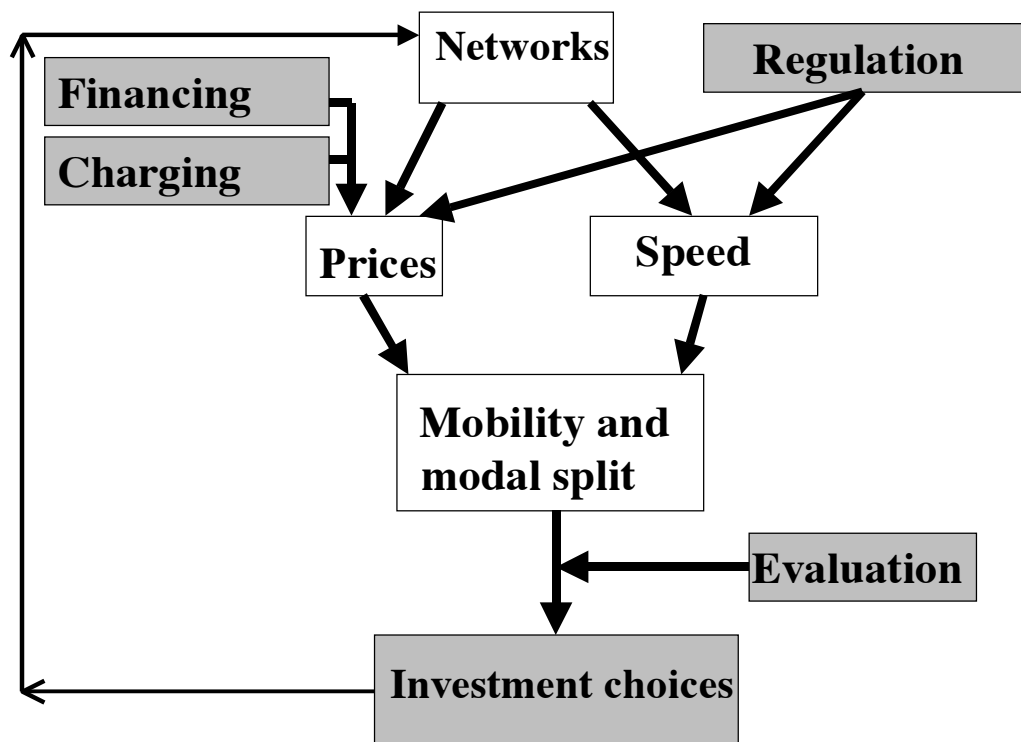 Networks
Regulation
Financing
Charging
Prices
Speed
Mobility and
modal split
Evaluation
Investment choices